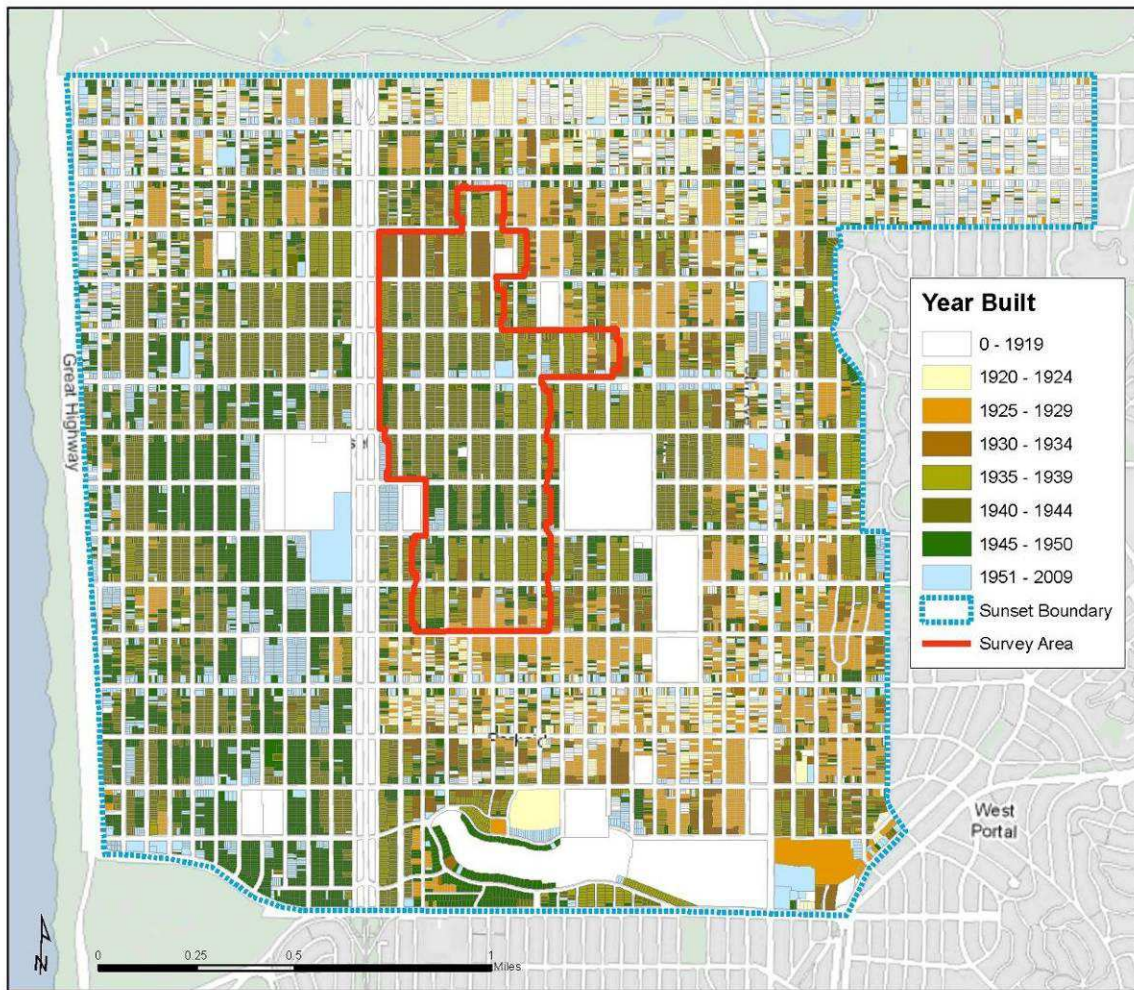 Great Highway
Year Built
0 - 1919
1920 - 1924
1925 - 1929
1930 - 1934
1935 - 1939
1940 - 1944
1945 - 1950
1951 - 2009
Sunset Boundary
Survey Area
West
Portal
N
0 0.25 0.5 1
Miles